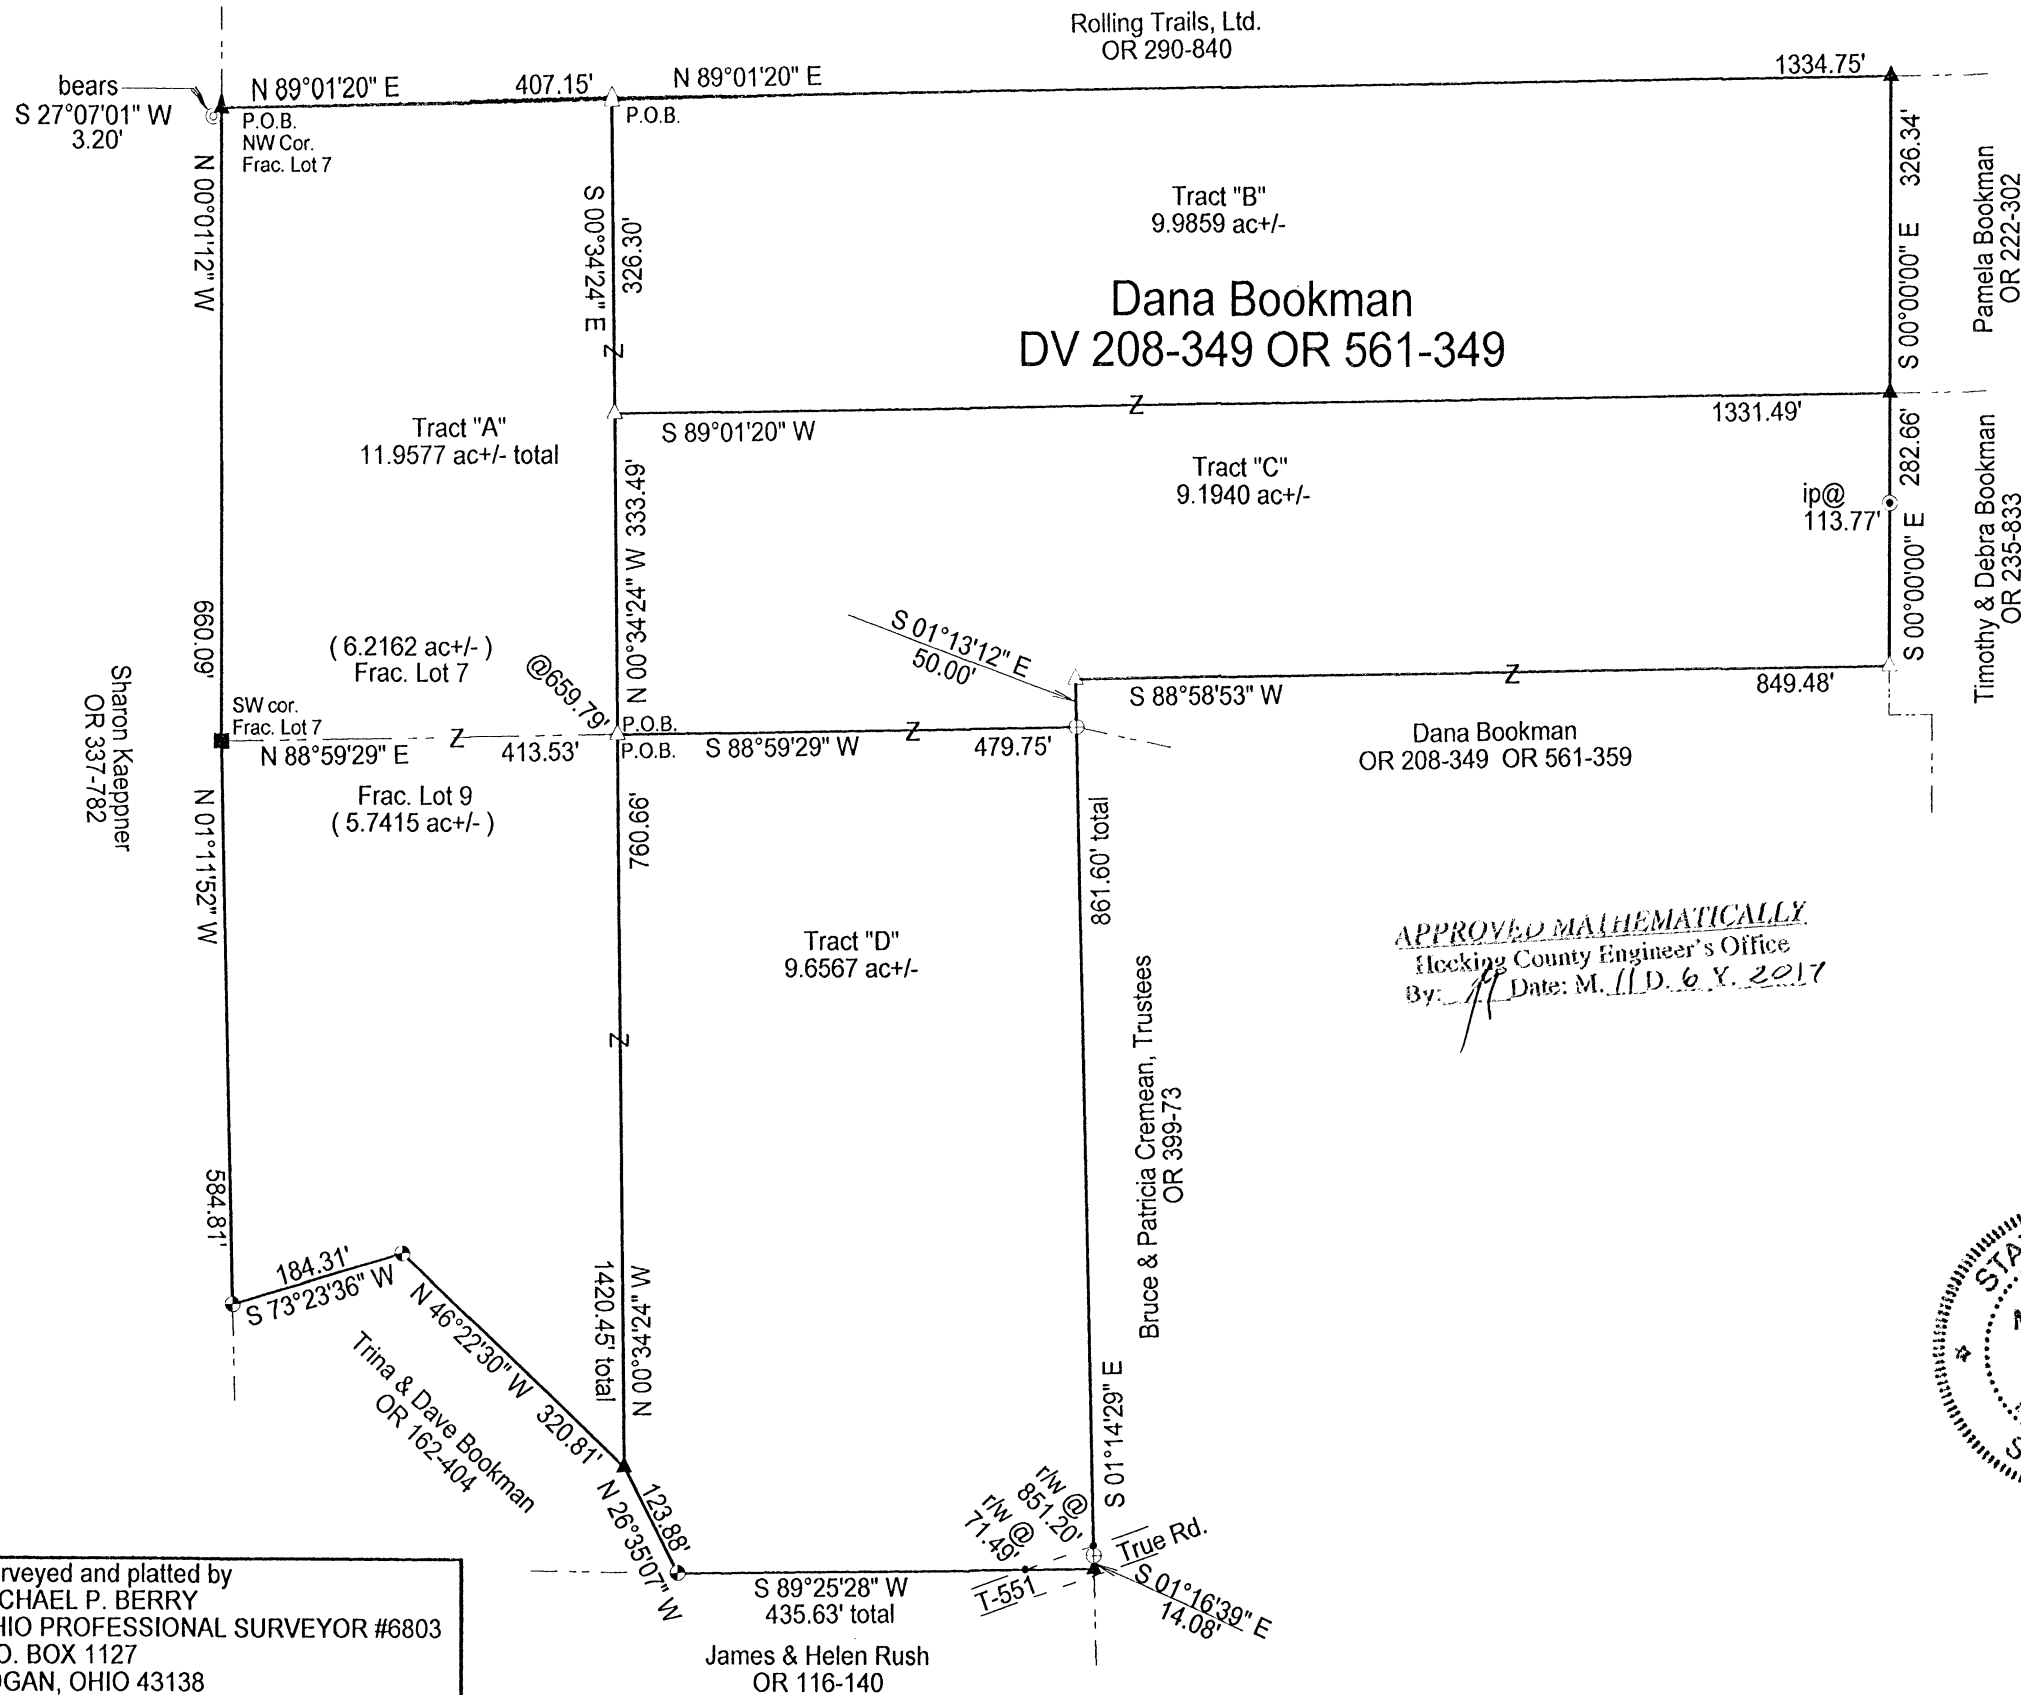 Rolling Trails, Ltd.
OR 290-840
bears
S 27°07'01" W
3.20'
N 89°01'20" E
407.15'
N 89°01'20" E
1334.75'
P.O.B.
NW Cor.
Frac. Lot 7
P.O.B.
N 00°01'12" W
S 00°34'24" E
326.30'
Tract "B"
9.9859 ac+/-
326.34'
S 00°00'00" E
Pamela Bookman
OR 222-302
Dana Bookman
DV 208-349 OR 561-349
Z
Z
S 89°01'20" W
1331.49'
Tract "A"
11.9577 ac+/- total
Tract "C"
9.1940 ac+/-
282.66'
ip@
113.77'
S 00°00'00" E
Timothy & Debra Bookman
OR 235-833
N 00°34'24" W 333.49'
660.09'
( 6.2162 ac+/- )
Frac. Lot 7
@659.79'
S 01°13'12" E
50.00'
Z
S 88°58'53" W
849.48'
Sharon Kaeppner
OR 337-782
SW cor.
Frac. Lot 7
P.O.B.
P.O.B.
N 88°59'29" E
Z
413.53'
S 88°59'29" W
Z
479.75'
Dana Bookman
OR 208-349 OR 561-359
N 01°11'52" W
Frac. Lot 9
( 5.7415 ac+/- )
760.66'
861.60' total
Tract "D"
9.6567 ac+/-
APPROVED MATHEMATICALLY
Hocking County Engineer's Office
By: Date: M. 11 D. 6 Y. 2017
Z
Bruce & Patricia Cremean, Trustees
OR 399-73
584.81'
184.31'
S 73°23'36" W
N 46°22'30" W 320.81'
N 00°34'24" W
1420.45' total
Trina & Dave Bookman
OR 162-404
S 01°14'29" E
123.88'
N 26°35'07" W
r/w @
851.20'
r/w @
71.49'
True Rd.
T-551
S 01°16'39" E
14.08'
S 89°25'28" W
435.63' total
James & Helen Rush
OR 116-140
rveyed and platted by
CHAEL P. BERRY
HIO PROFESSIONAL SURVEYOR #6803
O. BOX 1127
OGAN, OHIO 43138
STA